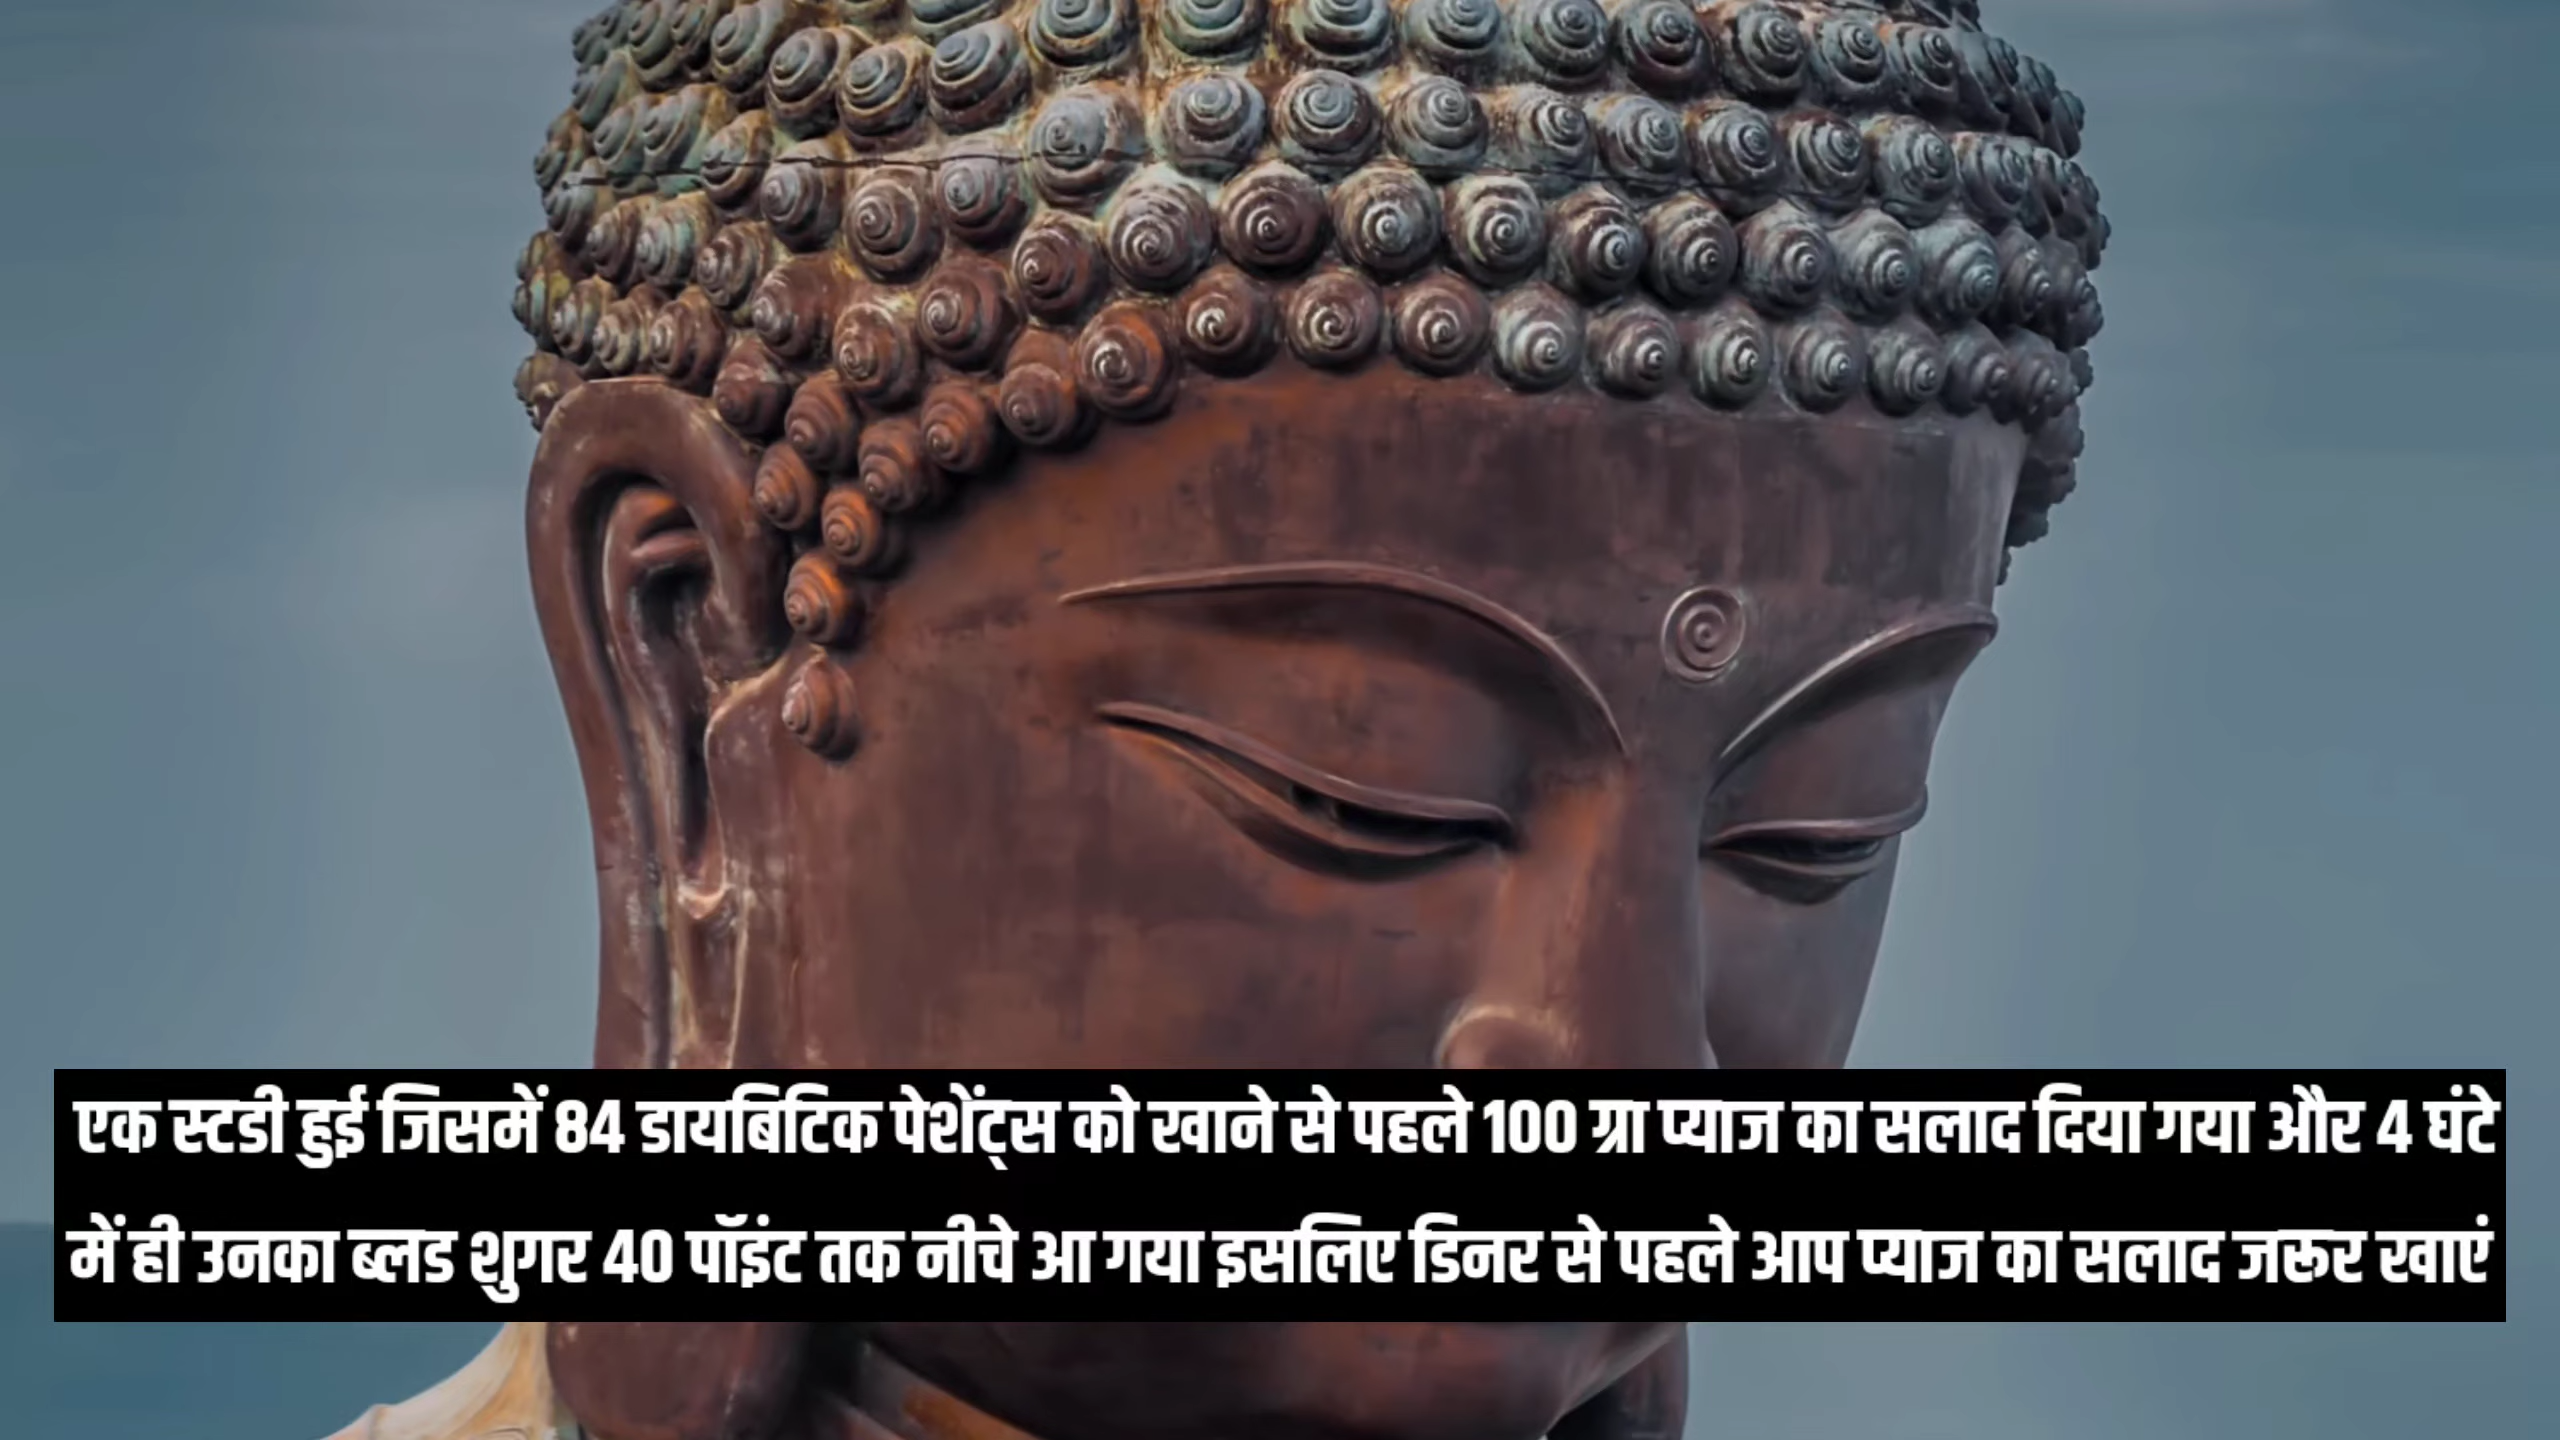 एक स्टडी हुई जिसमें 84 डायबिटिक पेशेंट्स को खाने से पहले 100 ग्रा प्याज का सलाद दिया गया और 4 घंटे
में ही उनका ब्लड शुगर 40 पॉइंट तक नीचे आ गया इसलिए डिनर से पहले आप प्याज का सलाद जरूर खाएं